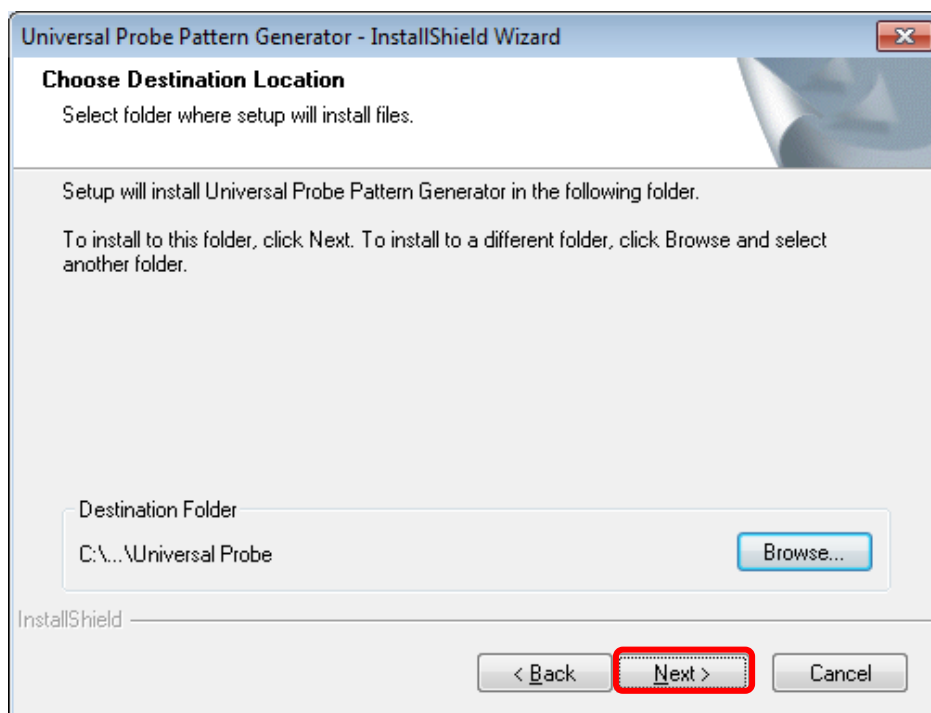 Universal Probe Pattern Generator - InstallShield Wizard
Choose Destination Location
Select folder where setup will install files.
Setup will install Universal Probe Pattern Generator in the following folder.
To install to this folder, click Next. To install to a different folder, click Browse and select
another folder.
Destination Folder
C:\...\Universal Probe
Browse...
InstallShield
< Back
Next >
Cancel